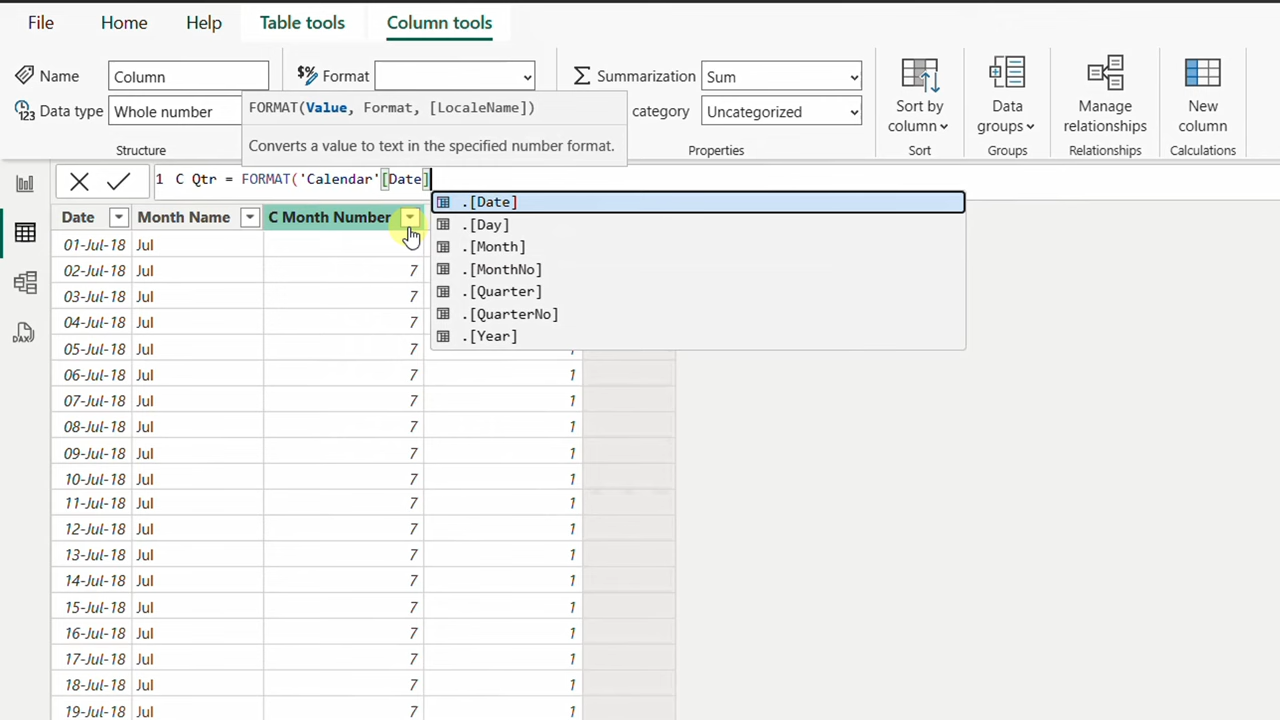 File Home Help Table tools Column tools
Name Column $% Format Summarization Sum
Data type Whole number FORMAT(Value, Format, [LocaleName]) category Uncategorized
123
Converts a value to text in the specified number format.
Sort by column Data groups Manage relationships New column
Structure Properties Sort Groups Relationships Calculations
1 C Qtr = FORMAT('Calendar'[Date]
.[Date]
.[Day]
.[Month]
.[MonthNo]
.[Quarter]
.[QuarterNo]
.[Year]
DAX
Date Month Name C Month Number
01-Jul-18 Jul
02-Jul-18 Jul 7
03-Jul-18 Jul 7
04-Jul-18 Jul 7
05-Jul-18 Jul 7 1
06-Jul-18 Jul 7 1
07-Jul-18 Jul 7 1
08-Jul-18 Jul 7 1
09-Jul-18 Jul 7 1
10-Jul-18 Jul 7 1
11-Jul-18 Jul 7 1
12-Jul-18 Jul 7 1
13-Jul-18 Jul 7 1
14-Jul-18 Jul 7 1
15-Jul-18 Jul 7 1
16-Jul-18 Jul 7 1
17-Jul-18 Jul 7 1
18-Jul-18 Jul 7 1
19-Jul-18 Jul 7 1